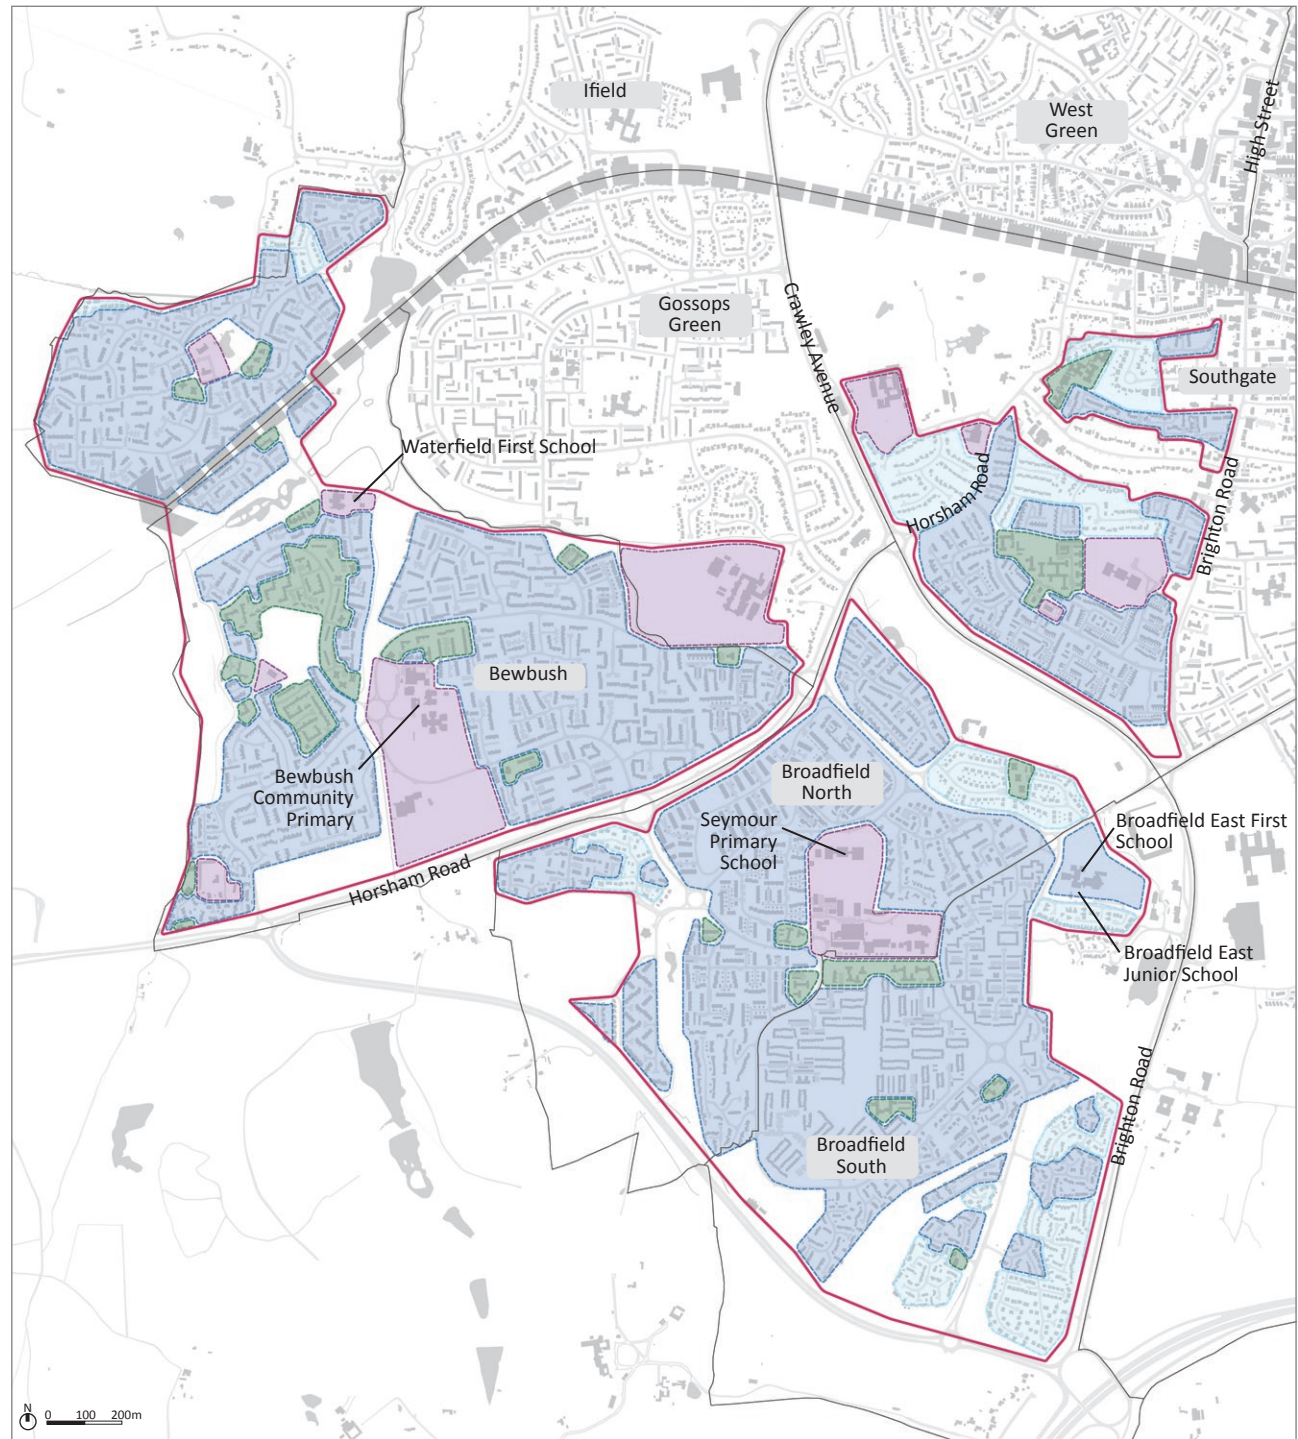 Ifield
West
Green
High Street
Gossops
Green
Crawley Avenue
Southgate
Waterfield First School
Horsham Road
Brighton Road
Bewbush
Bewbush
Community
Primary
Broadfield
North
Seymour
Primary
School
Broadfield East First
School
Horsham Road
Broadfield East
Junior School
Brighton Road
Broadfield
South
N
0 100 200m